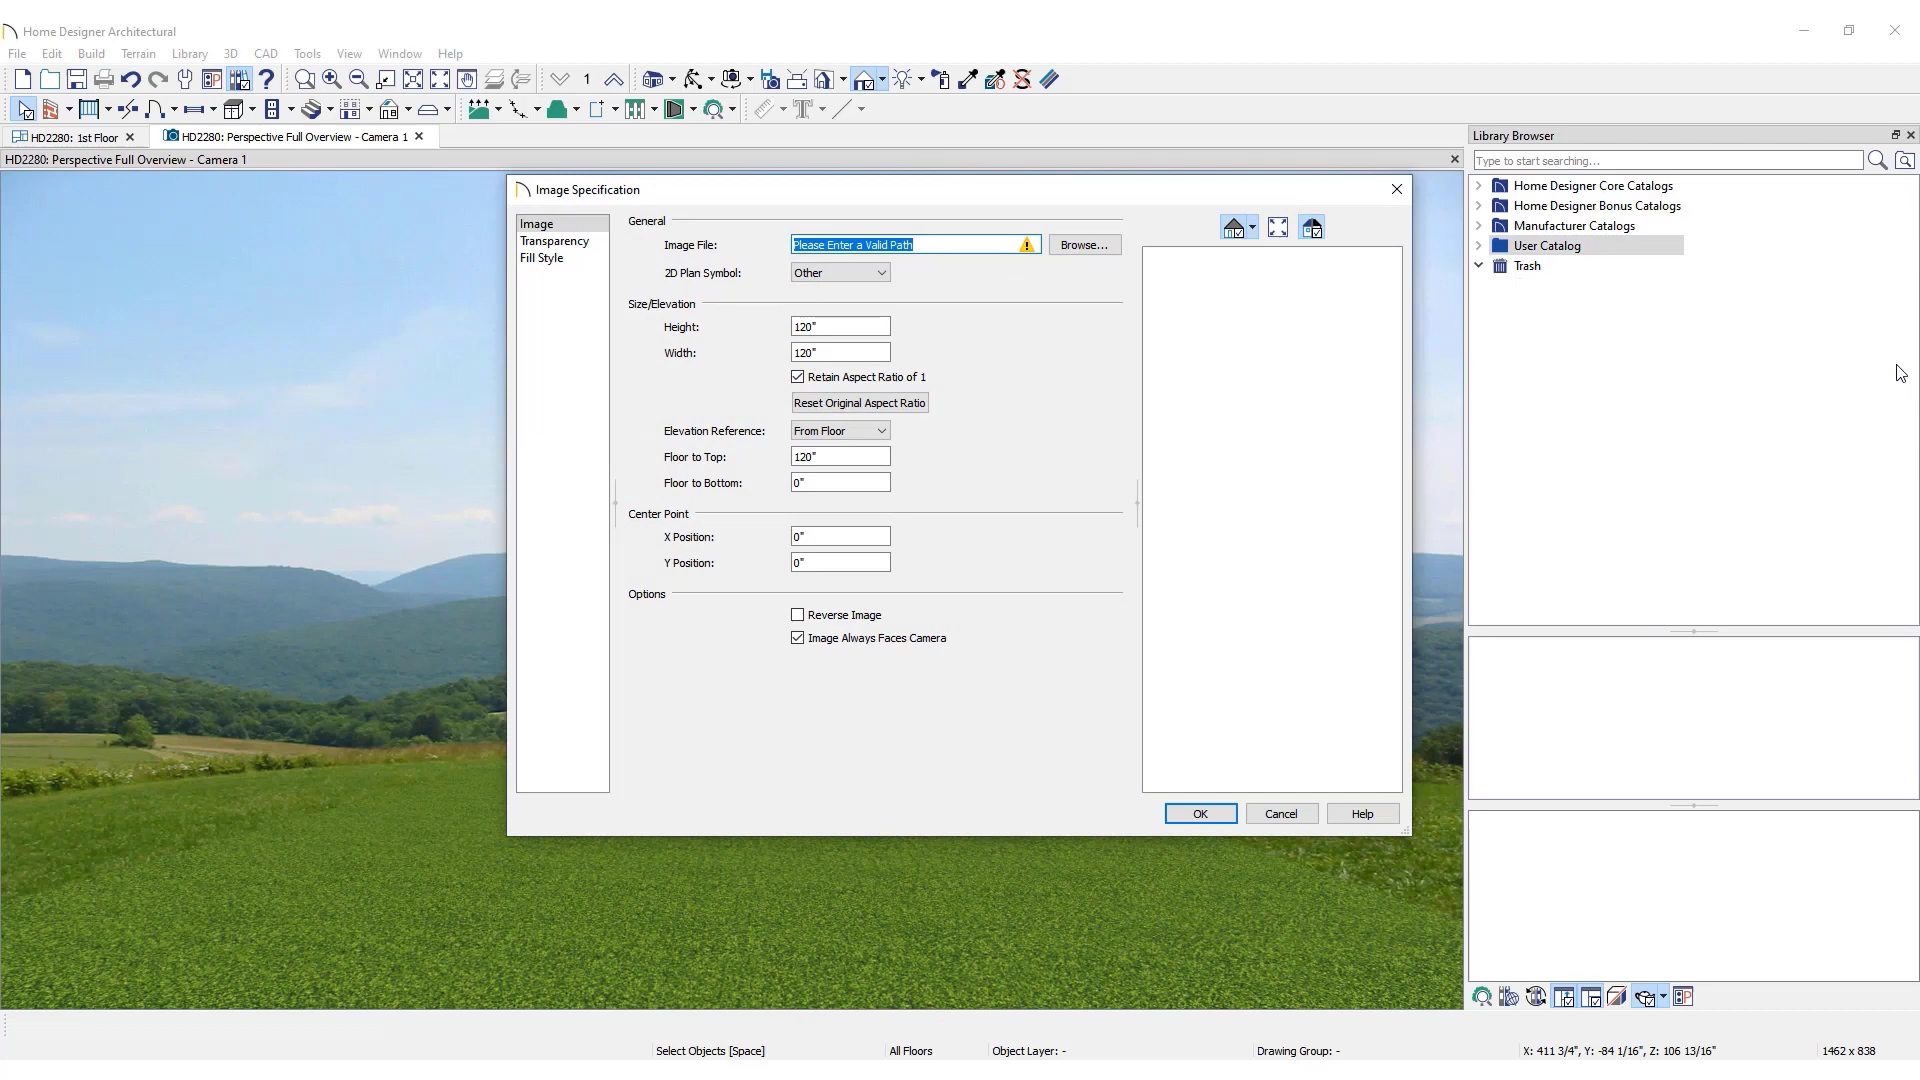 Home Designer Architectural
File Edit Build Terrain Library 3D CAD Tools View Window Help
1
HD2280: 1st Floor
HD2280: Perspective Full Overview - Camera 1
HD2280: Perspective Full Overview - Camera 1
Image Specification
Image
Transparency
Fill Style
General
Image File: Please Enter a Valid Path Browse...
2D Plan Symbol: Other
Size/Elevation
Height: 120"
Width: 120"
Retain Aspect Ratio of 1
Reset Original Aspect Ratio
Elevation Reference: From Floor
Floor to Top: 120"
Floor to Bottom: 0"
Center Point
X Position: 0"
Y Position: 0"
Options
Reverse Image
Image Always Faces Camera
OK Cancel Help
Library Browser
Type to start searching...
Home Designer Core Catalogs
Home Designer Bonus Catalogs
Manufacturer Catalogs
User Catalog
Trash
Select Objects [Space] All Floors Object Layer: - Drawing Group: - X: 411 3/4", Y: -84 1/16", Z: 106 13/16" 1462 x 838